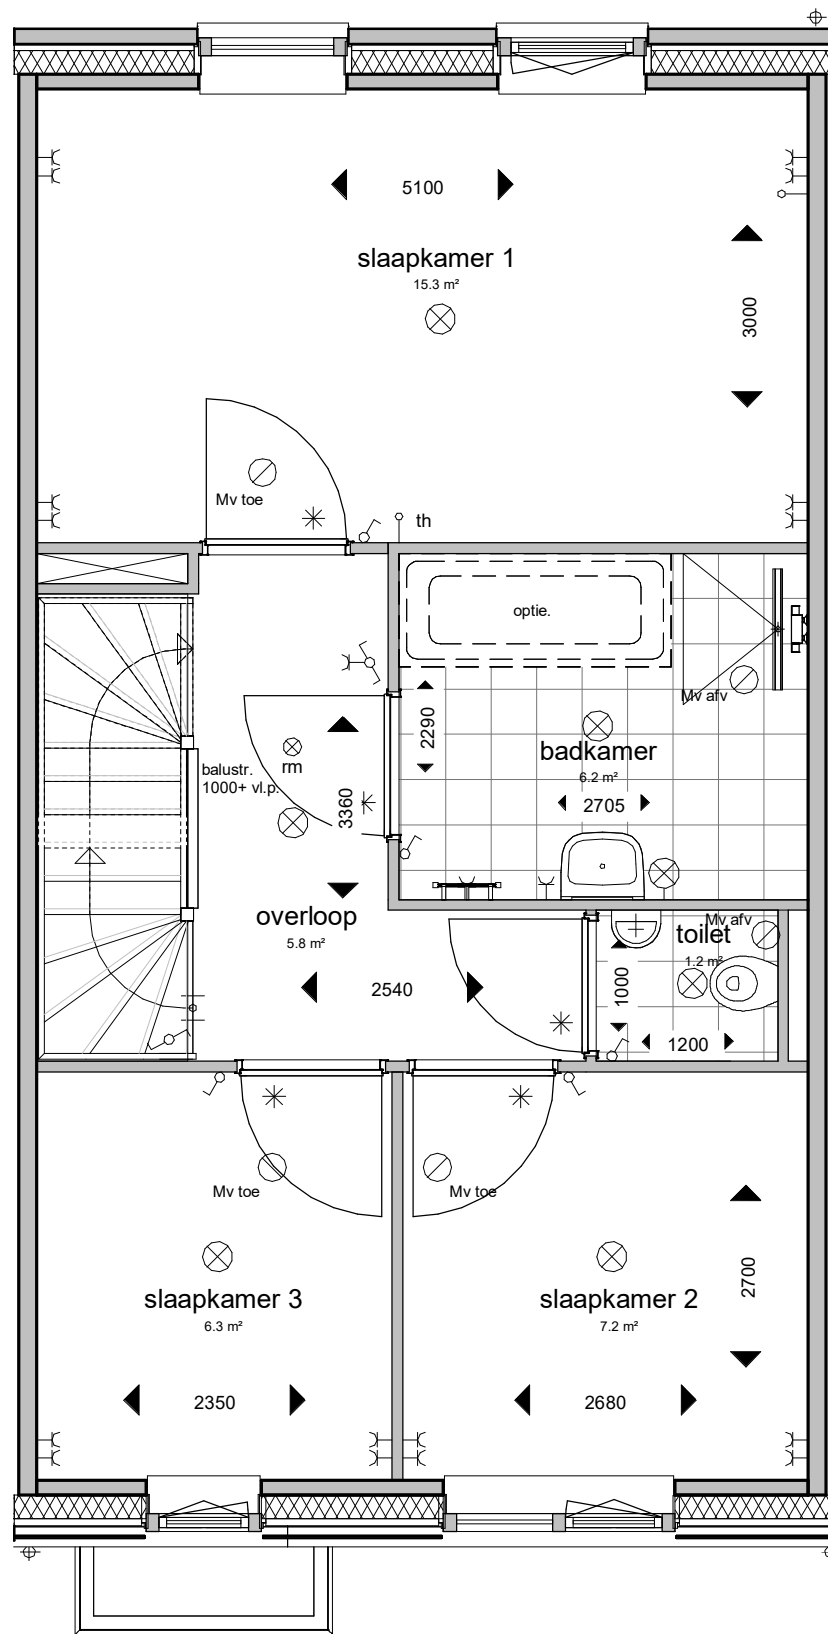 5100
slaapkamer 1
15.3 m²
3000
Mv toe
th
optie.
Mv afv
2290
badkamer
6.2 m²
2705
balustr.
1000+ vl.p.
rm
3360
overloop
5.8 m²
2540
Mv afv
toilet
1.2 m²
1000
1200
Mv toe
Mv toe
slaapkamer 3
6.3 m²
slaapkamer 2
7.2 m²
2700
2350
2680